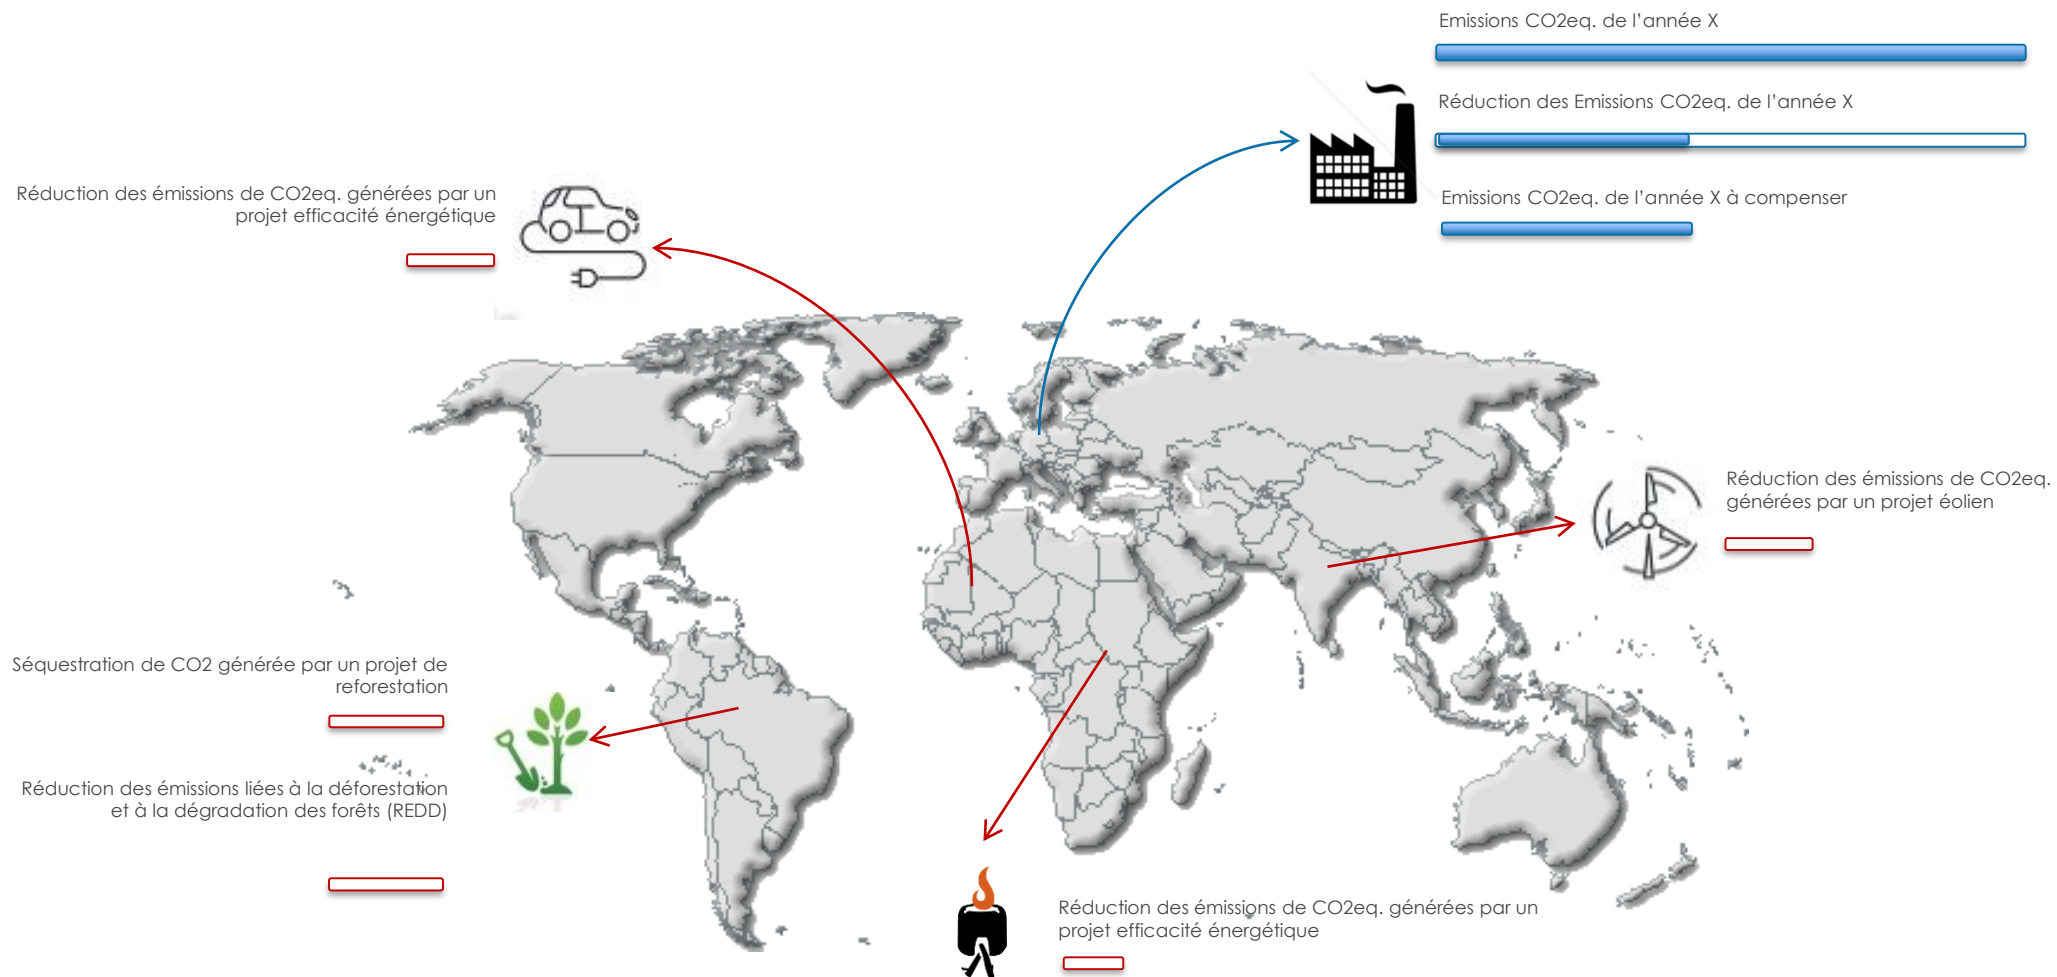 Emissions CO2eq. de l'année X
Réduction des Emissions CO2eq. de l'année X
Emissions CO2eq. de l'année X à compenser
Réduction des émissions de CO2eq. générées par un
projet efficacité énergétique
Réduction des émissions de CO2eq.
générées par un projet éolien
Séquestration de CO2 générée par un projet de
reforestation
Réduction des émissions liées à la déforestation
et à la dégradation des forêts (REDD)
Réduction des émissions de CO2eq. générées par un
projet efficacité énergétique